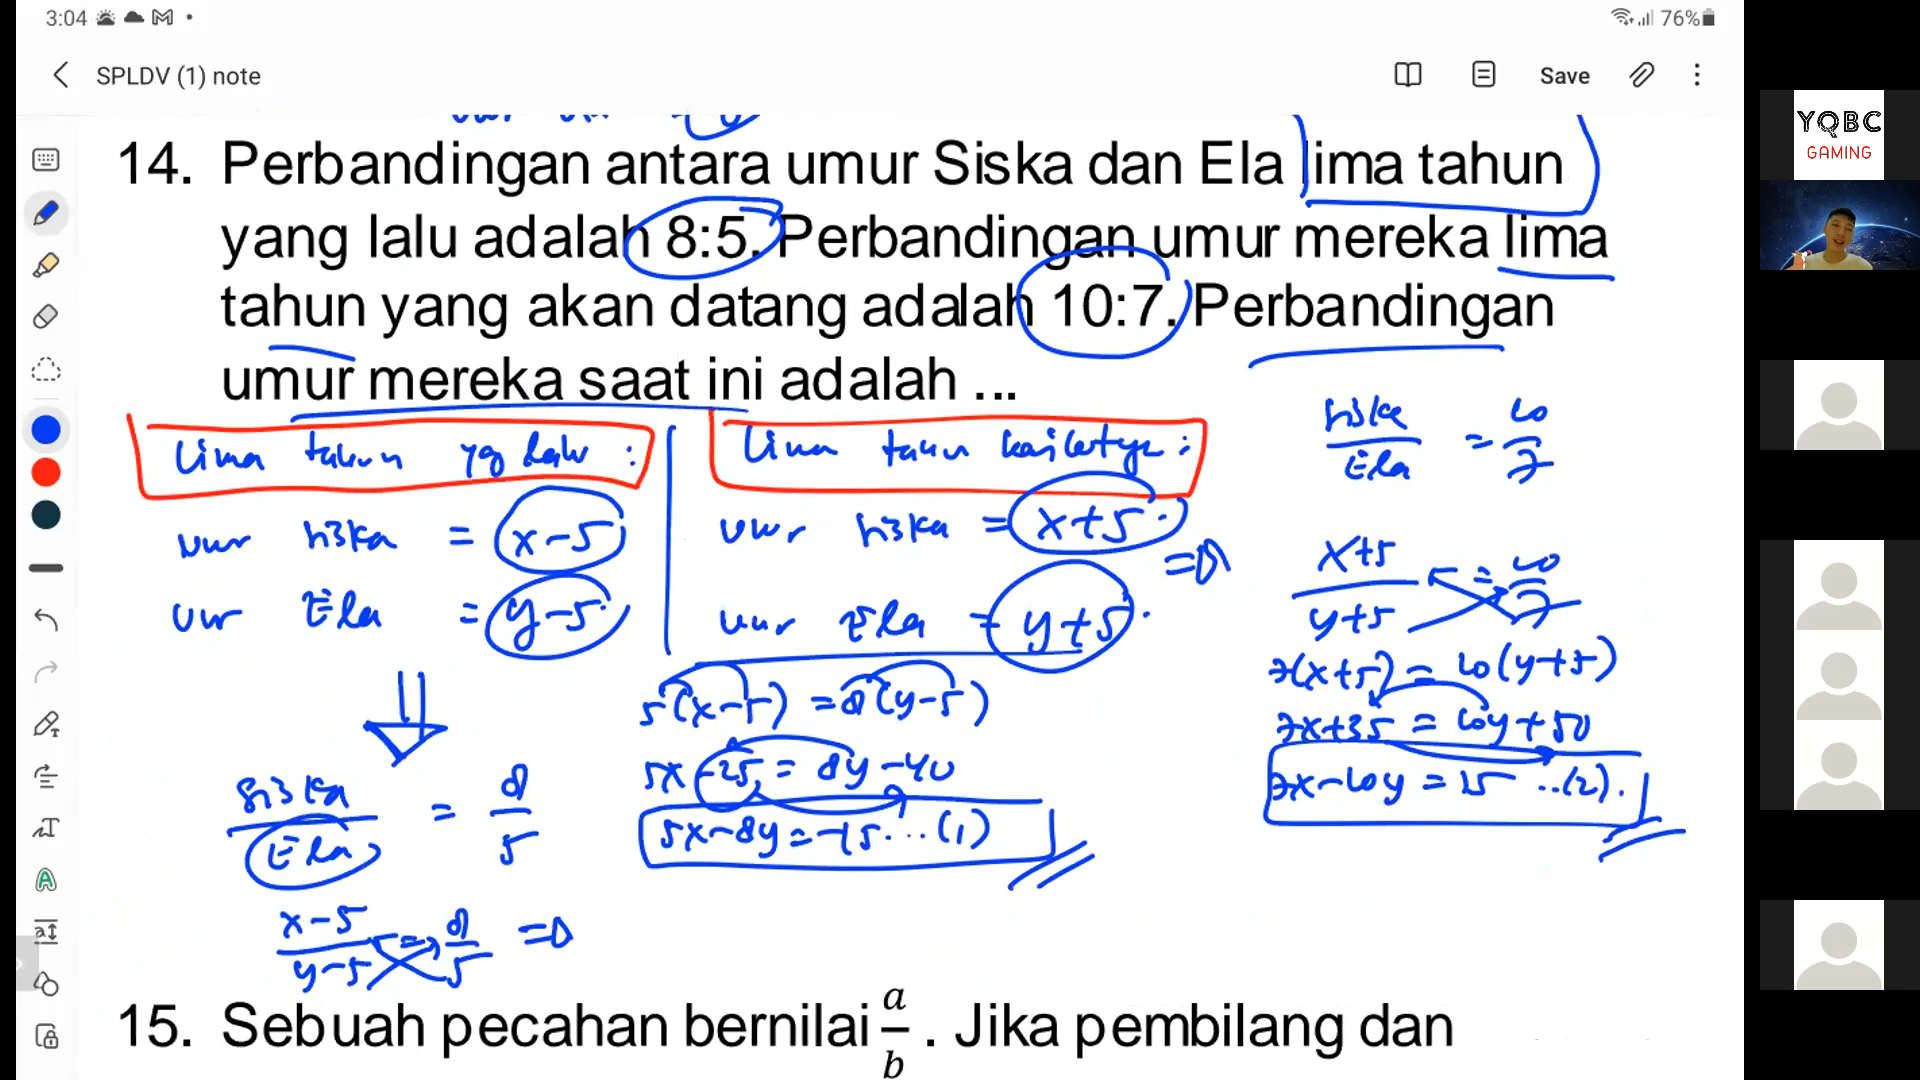 3:04
76%
SPLDV (1) note
Save
14. Perbandingan antara umur Siska dan Ela lima tahun
yang lalu adalah 8:5. Perbandingan umur mereka lima
tahun yang akan datang adalah 10:7. Perbandingan
umur mereka saat ini adalah ...
lima tahun yg lalu :
umur siska = x-5
umur Ela = y-5
siska / Ela = 8/5
x-5 / y-5 = 8/5 =>
lima tahun
umur siska = x+5
umur Ela = y+5
=>
5(x-5) = 8(y-5)
5x-25 = 8y-40
5x-8y=-15...(1)
siska / Ela = 10/7
x+5 / y+5 = 10/7
7(x+5) = 10(y+5)
7x+35 = 10y+50
7x-10y = 15 ..(2).
15. Sebuah pecahan bernilai a/b . Jika pembilang dan
YQBC
GAMING